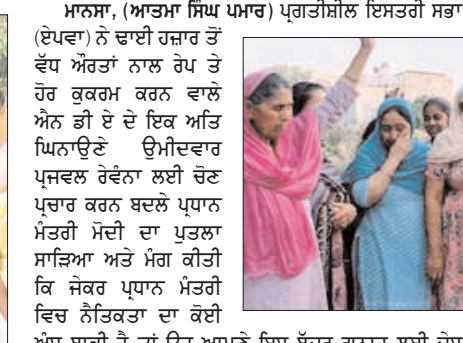 ਮਾਨਸਾ, (ਆਤਮਾ ਸਿੰਘ ਪਮਾਰ) ਪ੍ਰਗਤੀਸ਼ੀਲ ਇਸਤਰੀ ਸਭਾ
(ਏਪਵਾ) ਨੇ ਢਾਈ ਹਜ਼ਾਰ ਤੋਂ
ਵੱਧ ਔਰਤਾਂ ਨਾਲ ਰੇਪ ਤੇ
ਹੋਰ ਕੁਕਰਮ ਕਰਨ ਵਾਲੇ
ਐਨ ਡੀ ਏ ਦੇ ਇਕ ਅਤਿ
ਘਿਨਾਉਣੇ ਉਮੀਦਵਾਰ
ਪ੍ਰਜਵਲ ਰੇਵੰਨਾ ਲਈ ਚੋਣ
ਪ੍ਰਚਾਰ ਕਰਨ ਬਦਲੇ ਪ੍ਰਧਾਨ
ਮੰਤਰੀ ਮੋਦੀ ਦਾ ਪੁਤਲਾ
ਸਾੜਿਆ ਅਤੇ ਮੰਗ ਕੀਤੀ
ਕਿ ਜੇਕਰ ਪ੍ਰਧਾਨ ਮੰਤਰੀ
ਵਿਚ ਨੈਤਿਕਤਾ ਦਾ ਕੋਈ